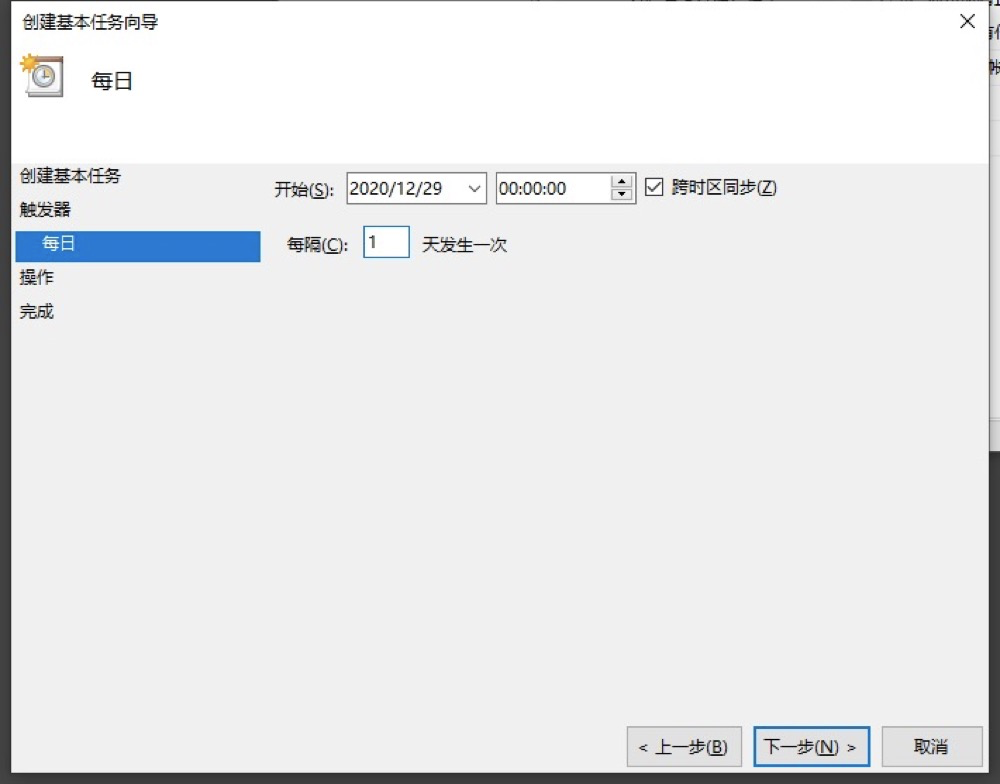 创建基本任务向导
每日
创建基本任务
触发器
每日
操作
完成
开始(S): 2020/12/29 00:00:00 跨时区同步(Z)
每隔(C): 1 天发生一次
< 上一步(B) 下一步(N) > 取消